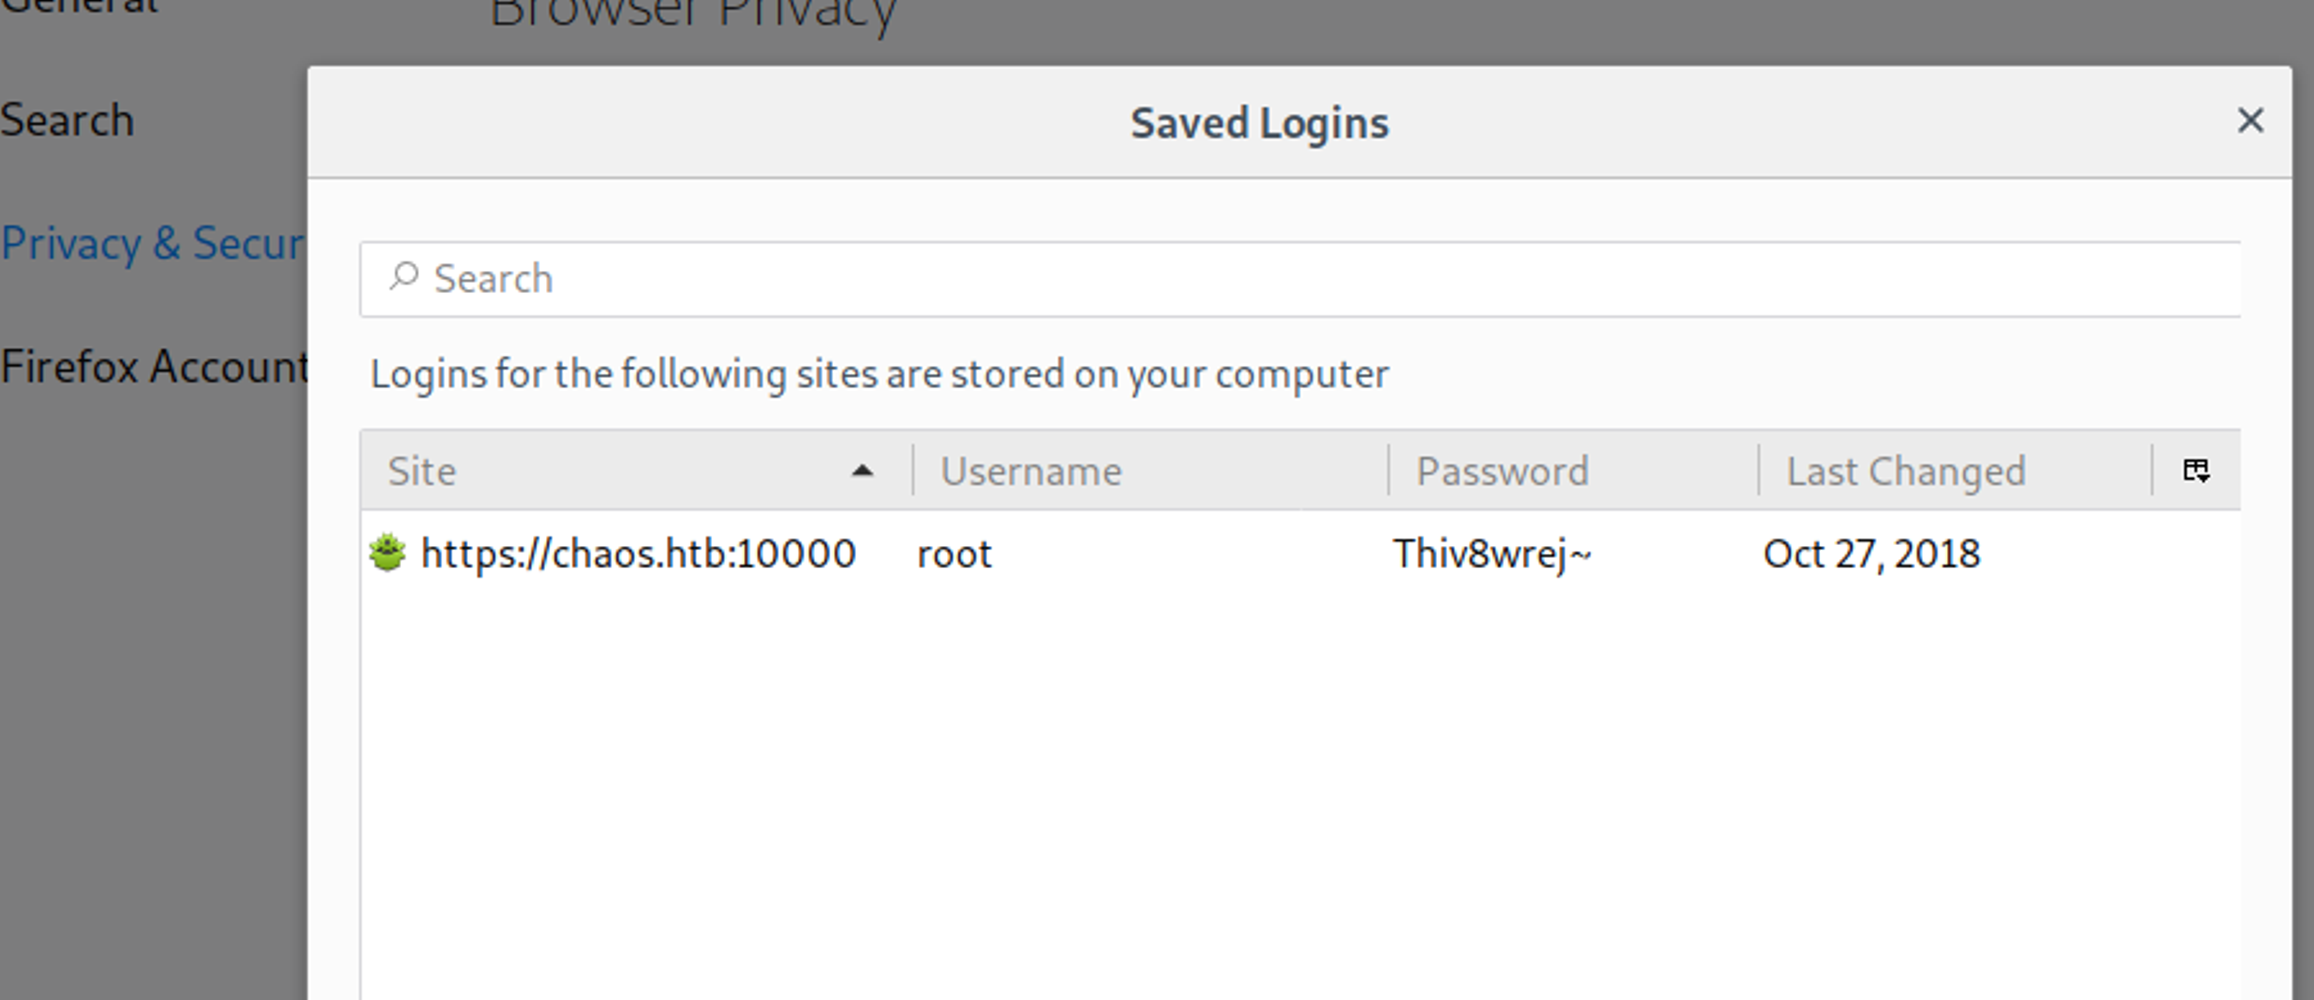 General
Browser Privacy
Search
Privacy & Secur
Firefox Account
Saved Logins
Search
Logins for the following sites are stored on your computer
Site Username Password Last Changed
https://chaos.htb:10000 root Thiv8wrej~ Oct 27, 2018